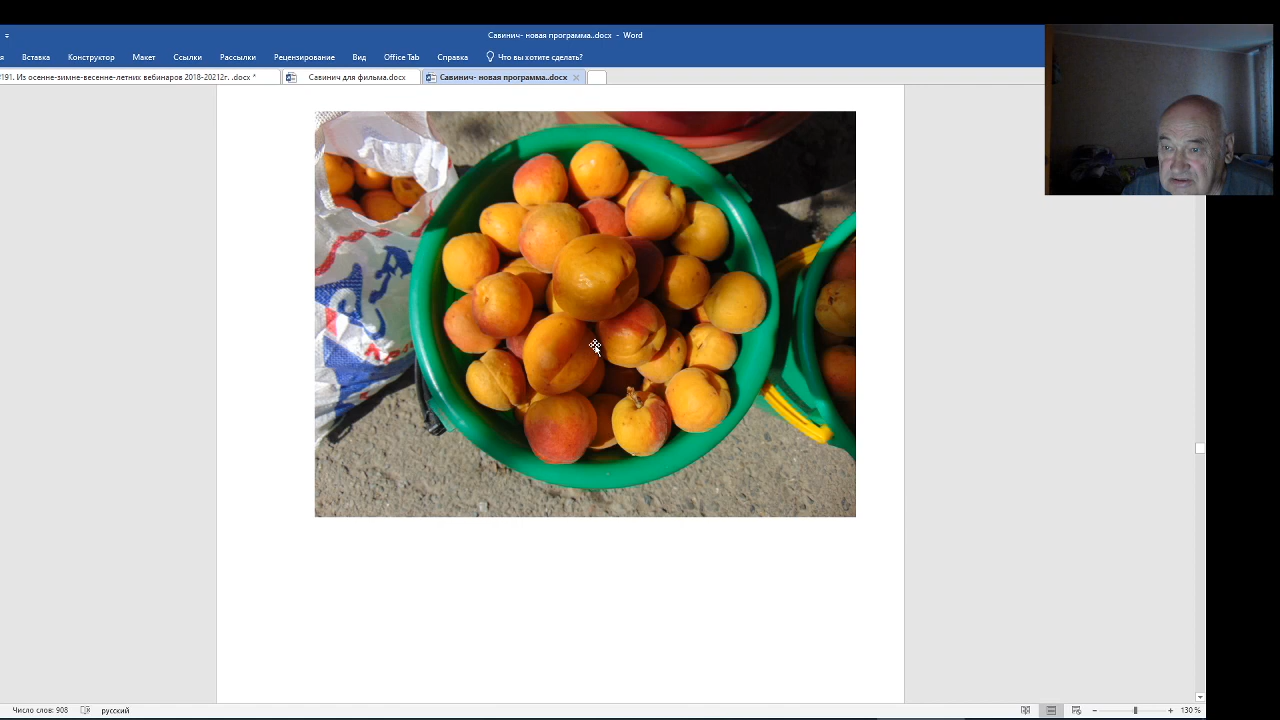 Савинич- новая программа..docx - Word
Вставка Конструктор Макет Ссылки Рассылки Рецензирование Вид Office Tab Справка Что вы хотите сделать?
191. Из осенне-зимне-весенне-летних вебинаров 2018-20212г. .docx * Савинич для фильма.docx Савинич- новая программа..docx
Число слов: 908 русский 130 %